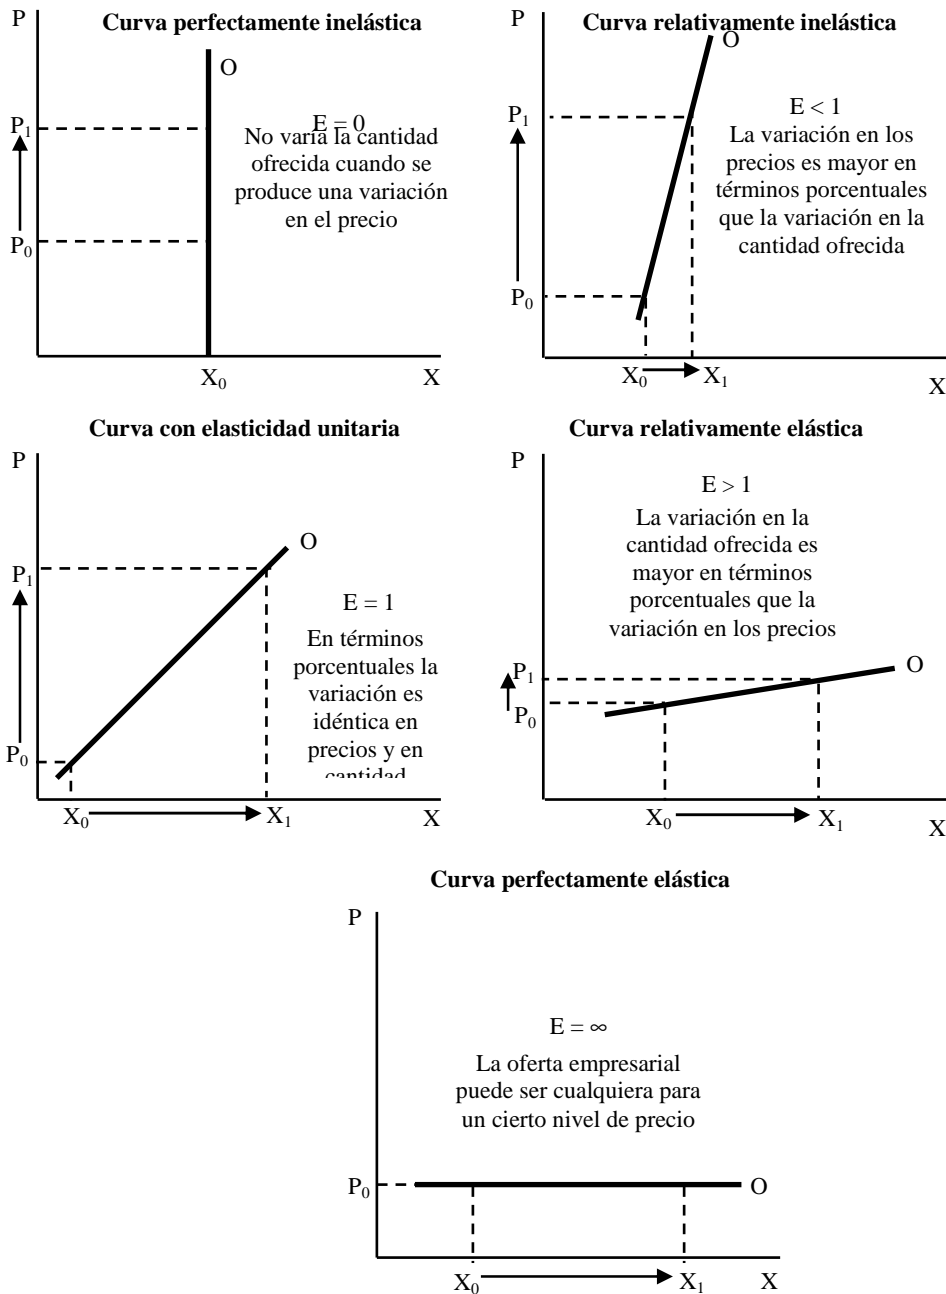 P
Curva perfectamente inelástica
O
P₁
E = 0
No varía la cantidad
ofrecida cuando se
produce una variación
en el precio
P₀
X₀
X
P
Curva relativamente inelástica
O
E < 1
P₁
La variación en los
precios es mayor en
términos porcentuales
que la variación en la
cantidad ofrecida
P₀
X₀
X₁
X
Curva con elasticidad unitaria
P
O
P₁
E = 1
En términos
porcentuales la
variación es
idéntica en
precios y en
cantidad
P₀
X₀
X₁
X
Curva relativamente elástica
P
E > 1
La variación en la
cantidad ofrecida es
mayor en términos
porcentuales que la
variación en los precios
P₁
O
P₀
X₀
X₁
X
Curva perfectamente elástica
P
E = ∞
La oferta empresarial
puede ser cualquiera para
un cierto nivel de precio
P₀
O
X₀
X₁
X